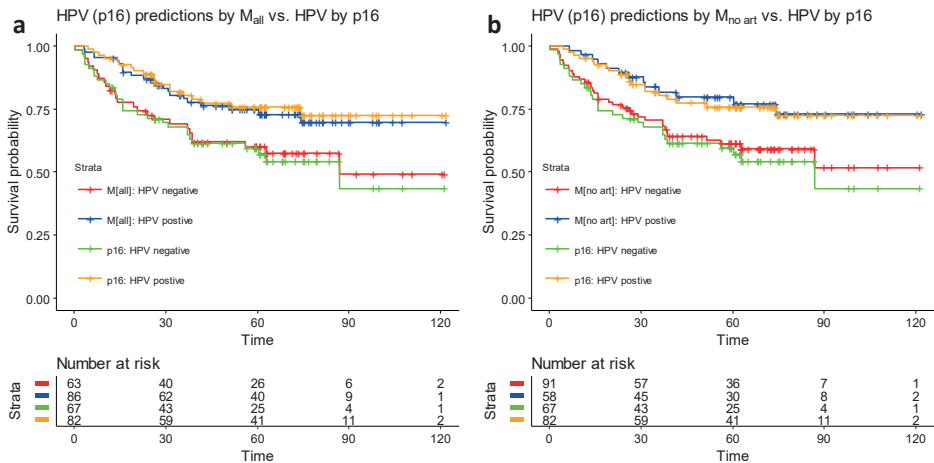 a
HPV (p16) predictions by Mall vs. HPV by p16
1.00
0.75
0.50
0.25
0.00
Survival probability
Strata
M[all]: HPV negative
M[all]: HPV postive
p16: HPV negative
p16: HPV postive
0 30 60 90 120
Time
Number at risk
Strata
63 40 26 6 2
86 62 40 9 1
67 43 25 4 1
82 59 41 11 2
0 30 60 90 120
Time
b
HPV (p16) predictions by Mno art vs. HPV by p16
1.00
0.75
0.50
0.25
0.00
Survival probability
Strata
M[no art]: HPV negative
M[no art]: HPV postive
p16: HPV negative
p16: HPV postive
0 30 60 90 120
Time
Number at risk
Strata
91 57 36 7 1
58 45 30 8 2
67 43 25 4 1
82 59 41 11 2
0 30 60 90 120
Time